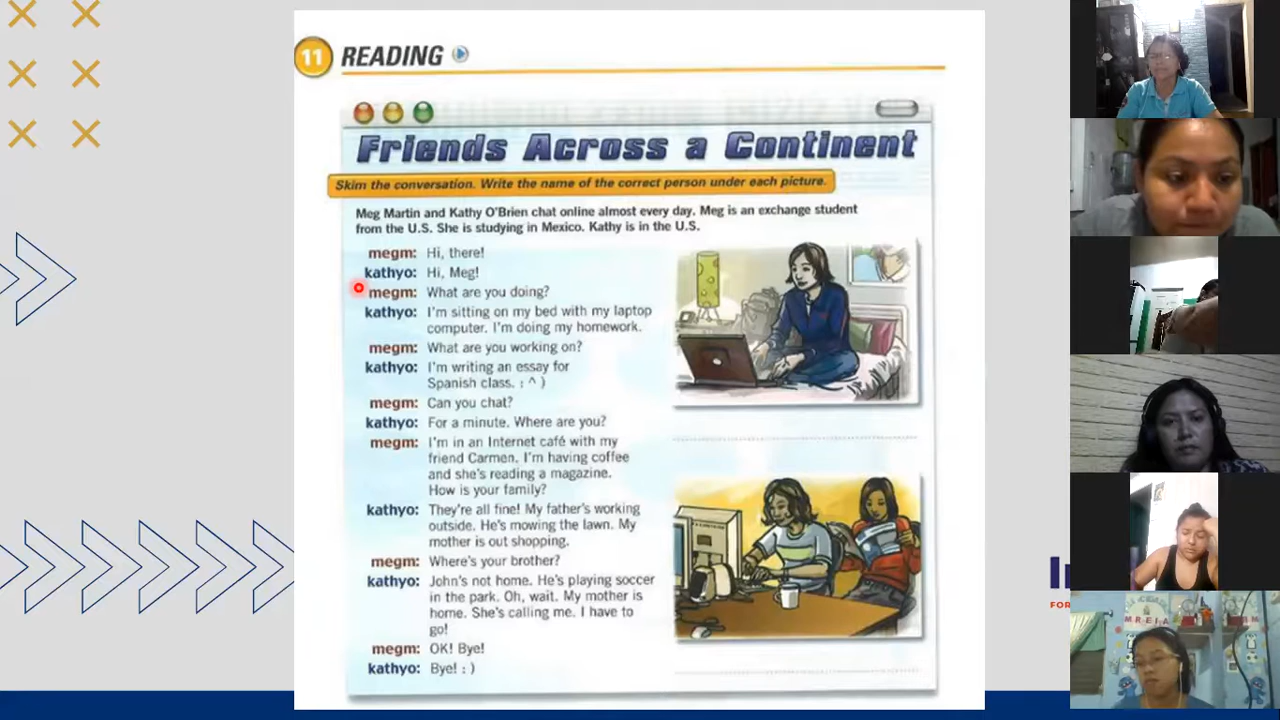 11 READING
Friends Across a Continent
Skim the conversation. Write the name of the correct person under each picture.
Meg Martin and Kathy O'Brien chat online almost every day. Meg is an exchange student
from the U.S. She is studying in Mexico. Kathy is in the U.S.
megm: Hi, there!
kathyo: Hi, Meg!
megm: What are you doing?
kathyo: I'm sitting on my bed with my laptop
computer. I'm doing my homework.
megm: What are you working on?
kathyo: I'm writing an essay for
Spanish class. : ^ )
megm: Can you chat?
kathyo: For a minute. Where are you?
megm: I'm in an Internet café with my
friend Carmen. I'm having coffee
and she's reading a magazine.
How is your family?
kathyo: They're all fine! My father's working
outside. He's mowing the lawn. My
mother is out shopping.
megm: Where's your brother?
kathyo: John's not home. He's playing soccer
in the park. Oh, wait. My mother is
home. She's calling me. I have to
go!
megm: OK! Bye!
kathyo: Bye! : )
FOR